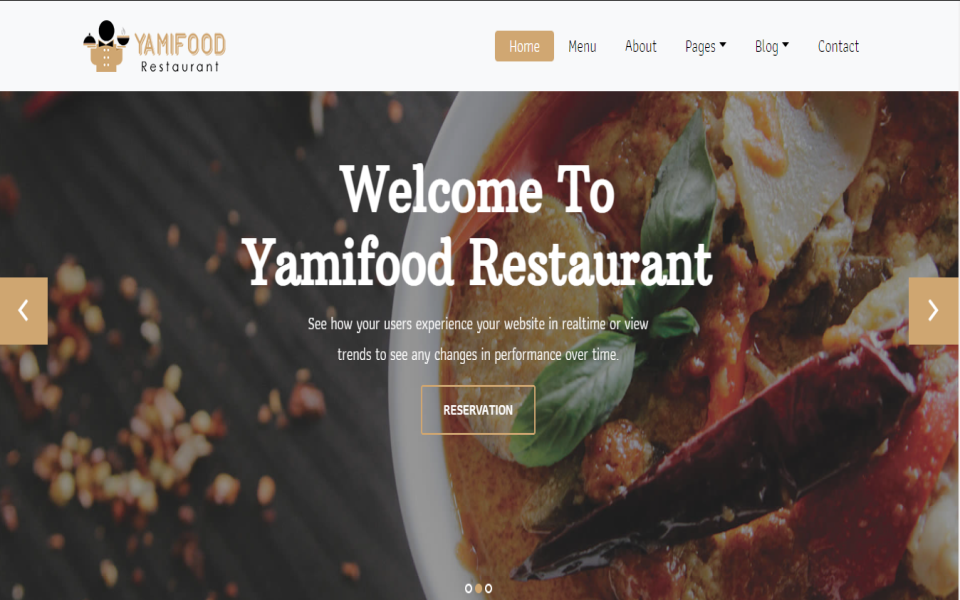 YAMIFOOD
Restaurant
Home Menu About Pages Blog Contact
Welcome To
Yamifood Restaurant
See how your users experience your website in realtime or view
trends to see any changes in performance over time.
RESERVATION